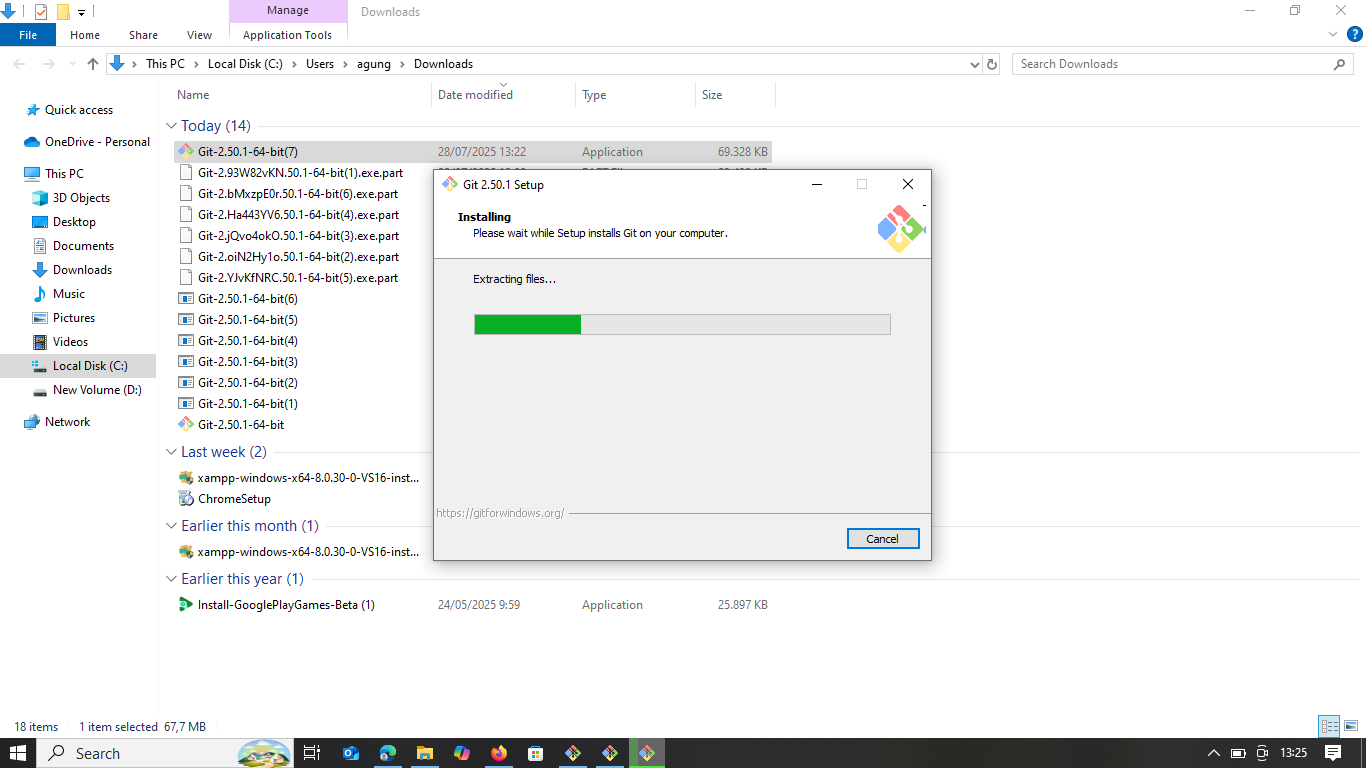 Manage
Downloads
File
Home
Share
View
Application Tools
This PC
Local Disk (C:)
Users
agung
Downloads
Search Downloads
Name
Date modified
Type
Size
Quick access
OneDrive - Personal
This PC
3D Objects
Desktop
Documents
Downloads
Music
Pictures
Videos
Local Disk (C:)
New Volume (D:)
Network
Today (14)
Git-2.50.1-64-bit(7) 28/07/2025 13:22 Application 69.328 KB
Git-2.93W82vKN.50.1-64-bit(1).exe.part
Git-2.bMxzpE0r.50.1-64-bit(6).exe.part
Git-2.Ha443YV6.50.1-64-bit(4).exe.part
Git-2.jQvo4okO.50.1-64-bit(3).exe.part
Git-2.oiN2Hy1o.50.1-64-bit(2).exe.part
Git-2.YJvKfNRC.50.1-64-bit(5).exe.part
Git-2.50.1-64-bit(6)
Git-2.50.1-64-bit(5)
Git-2.50.1-64-bit(4)
Git-2.50.1-64-bit(3)
Git-2.50.1-64-bit(2)
Git-2.50.1-64-bit(1)
Git-2.50.1-64-bit
Last week (2)
xampp-windows-x64-8.0.30-0-VS16-inst...
ChromeSetup
Earlier this month (1)
xampp-windows-x64-8.0.30-0-VS16-inst...
Earlier this year (1)
Install-GooglePlayGames-Beta (1) 24/05/2025 9:59 Application 25.897 KB
Git 2.50.1 Setup
Installing
Please wait while Setup installs Git on your computer.
Extracting files...
https://gitforwindows.org/
Cancel
18 items 1 item selected 67,7 MB
Search
13:25